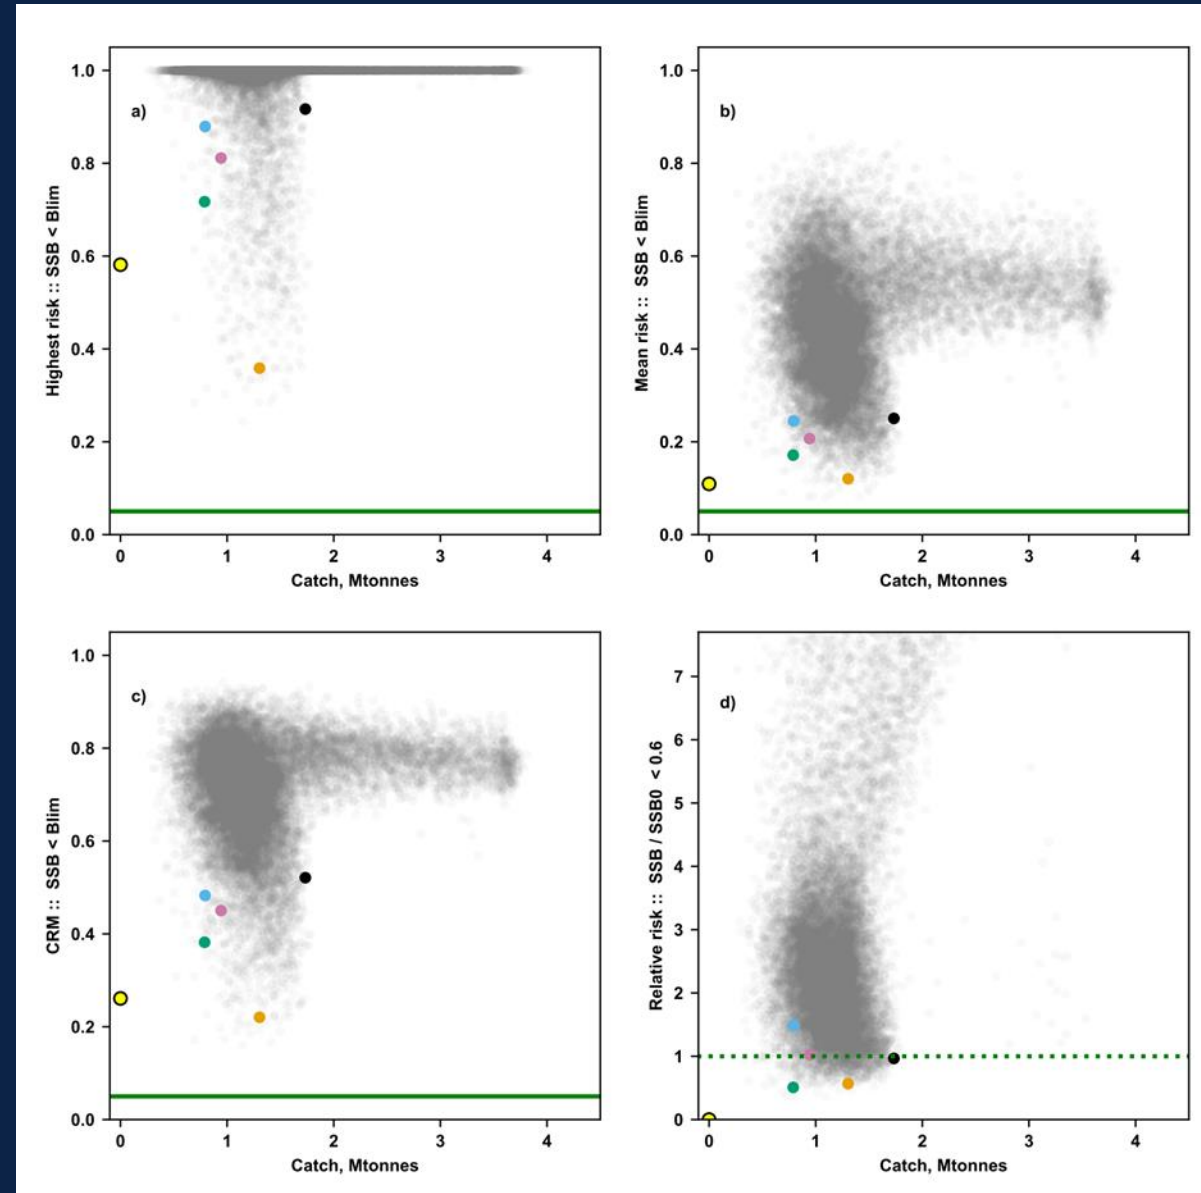 a)
Highest risk :: SSB < Blim
1.0
0.8
0.6
0.4
0.2
0.0
0 1 2 3 4
Catch, Mtonnes
b)
Mean risk :: SSB < Blim
1.0
0.8
0.6
0.4
0.2
0.0
0 1 2 3 4
Catch, Mtonnes
c)
CRM :: SSB < Blim
1.0
0.8
0.6
0.4
0.2
0.0
0 1 2 3 4
Catch, Mtonnes
d)
Relative risk :: SSB / SSB0 < 0.6
7
6
5
4
3
2
1
0
0 1 2 3 4
Catch, Mtonnes